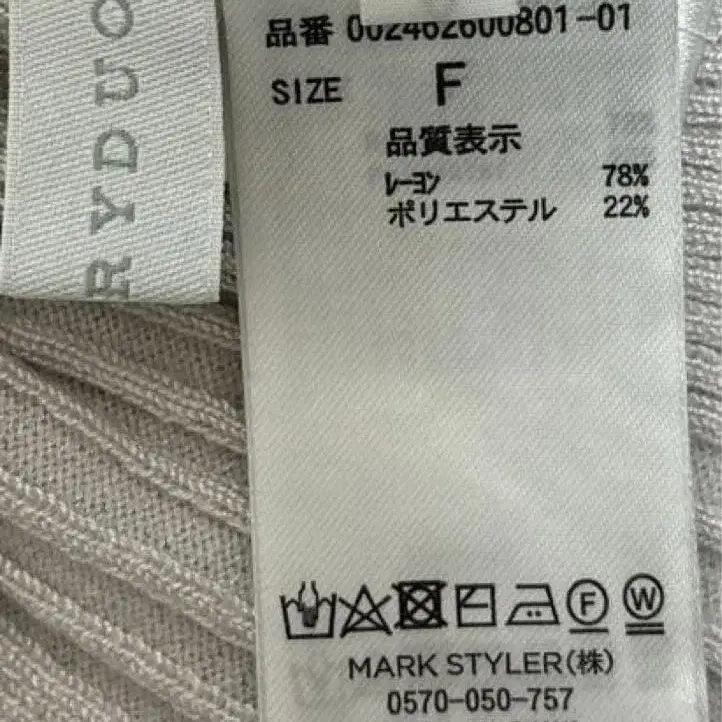 RYDUO
品番 002462600801-01
SIZE F
品質表示
レーヨン 78%
ポリエステル 22%
F W
MARK STYLER(株)
0570-050-757